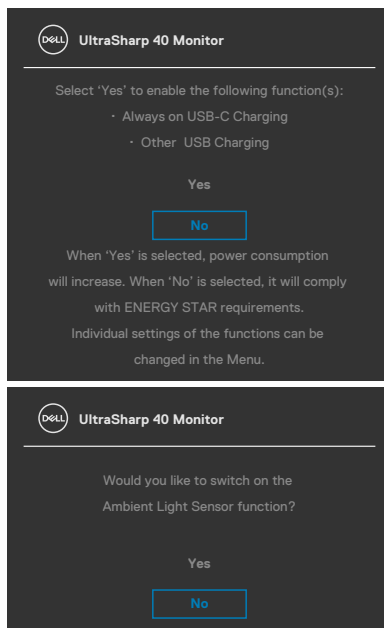 DELL UltraSharp 40 Monitor
Select ‘Yes’ to enable the following function(s):
· Always on USB-C Charging
· Other  USB Charging
Yes
No
When ‘Yes’ is selected, power consumption
will increase. When ‘No’ is selected, it will comply
with ENERGY STAR requirements.
Individual settings of the functions can be
changed in the Menu.
DELL UltraSharp 40 Monitor
Would you like to switch on the
Ambient Light Sensor function?
Yes
No